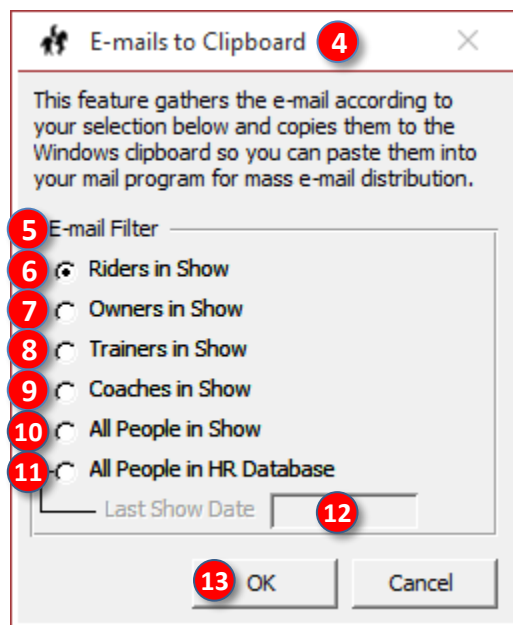 E-mails to Clipboard 4
This feature gathers the e-mail according to
your selection below and copies them to the
Windows clipboard so you can paste them into
your mail program for mass e-mail distribution.
5 E-mail Filter
6 Riders in Show
7 Owners in Show
8 Trainers in Show
9 Coaches in Show
10 All People in Show
11 All People in HR Database
Last Show Date 12
13 OK Cancel